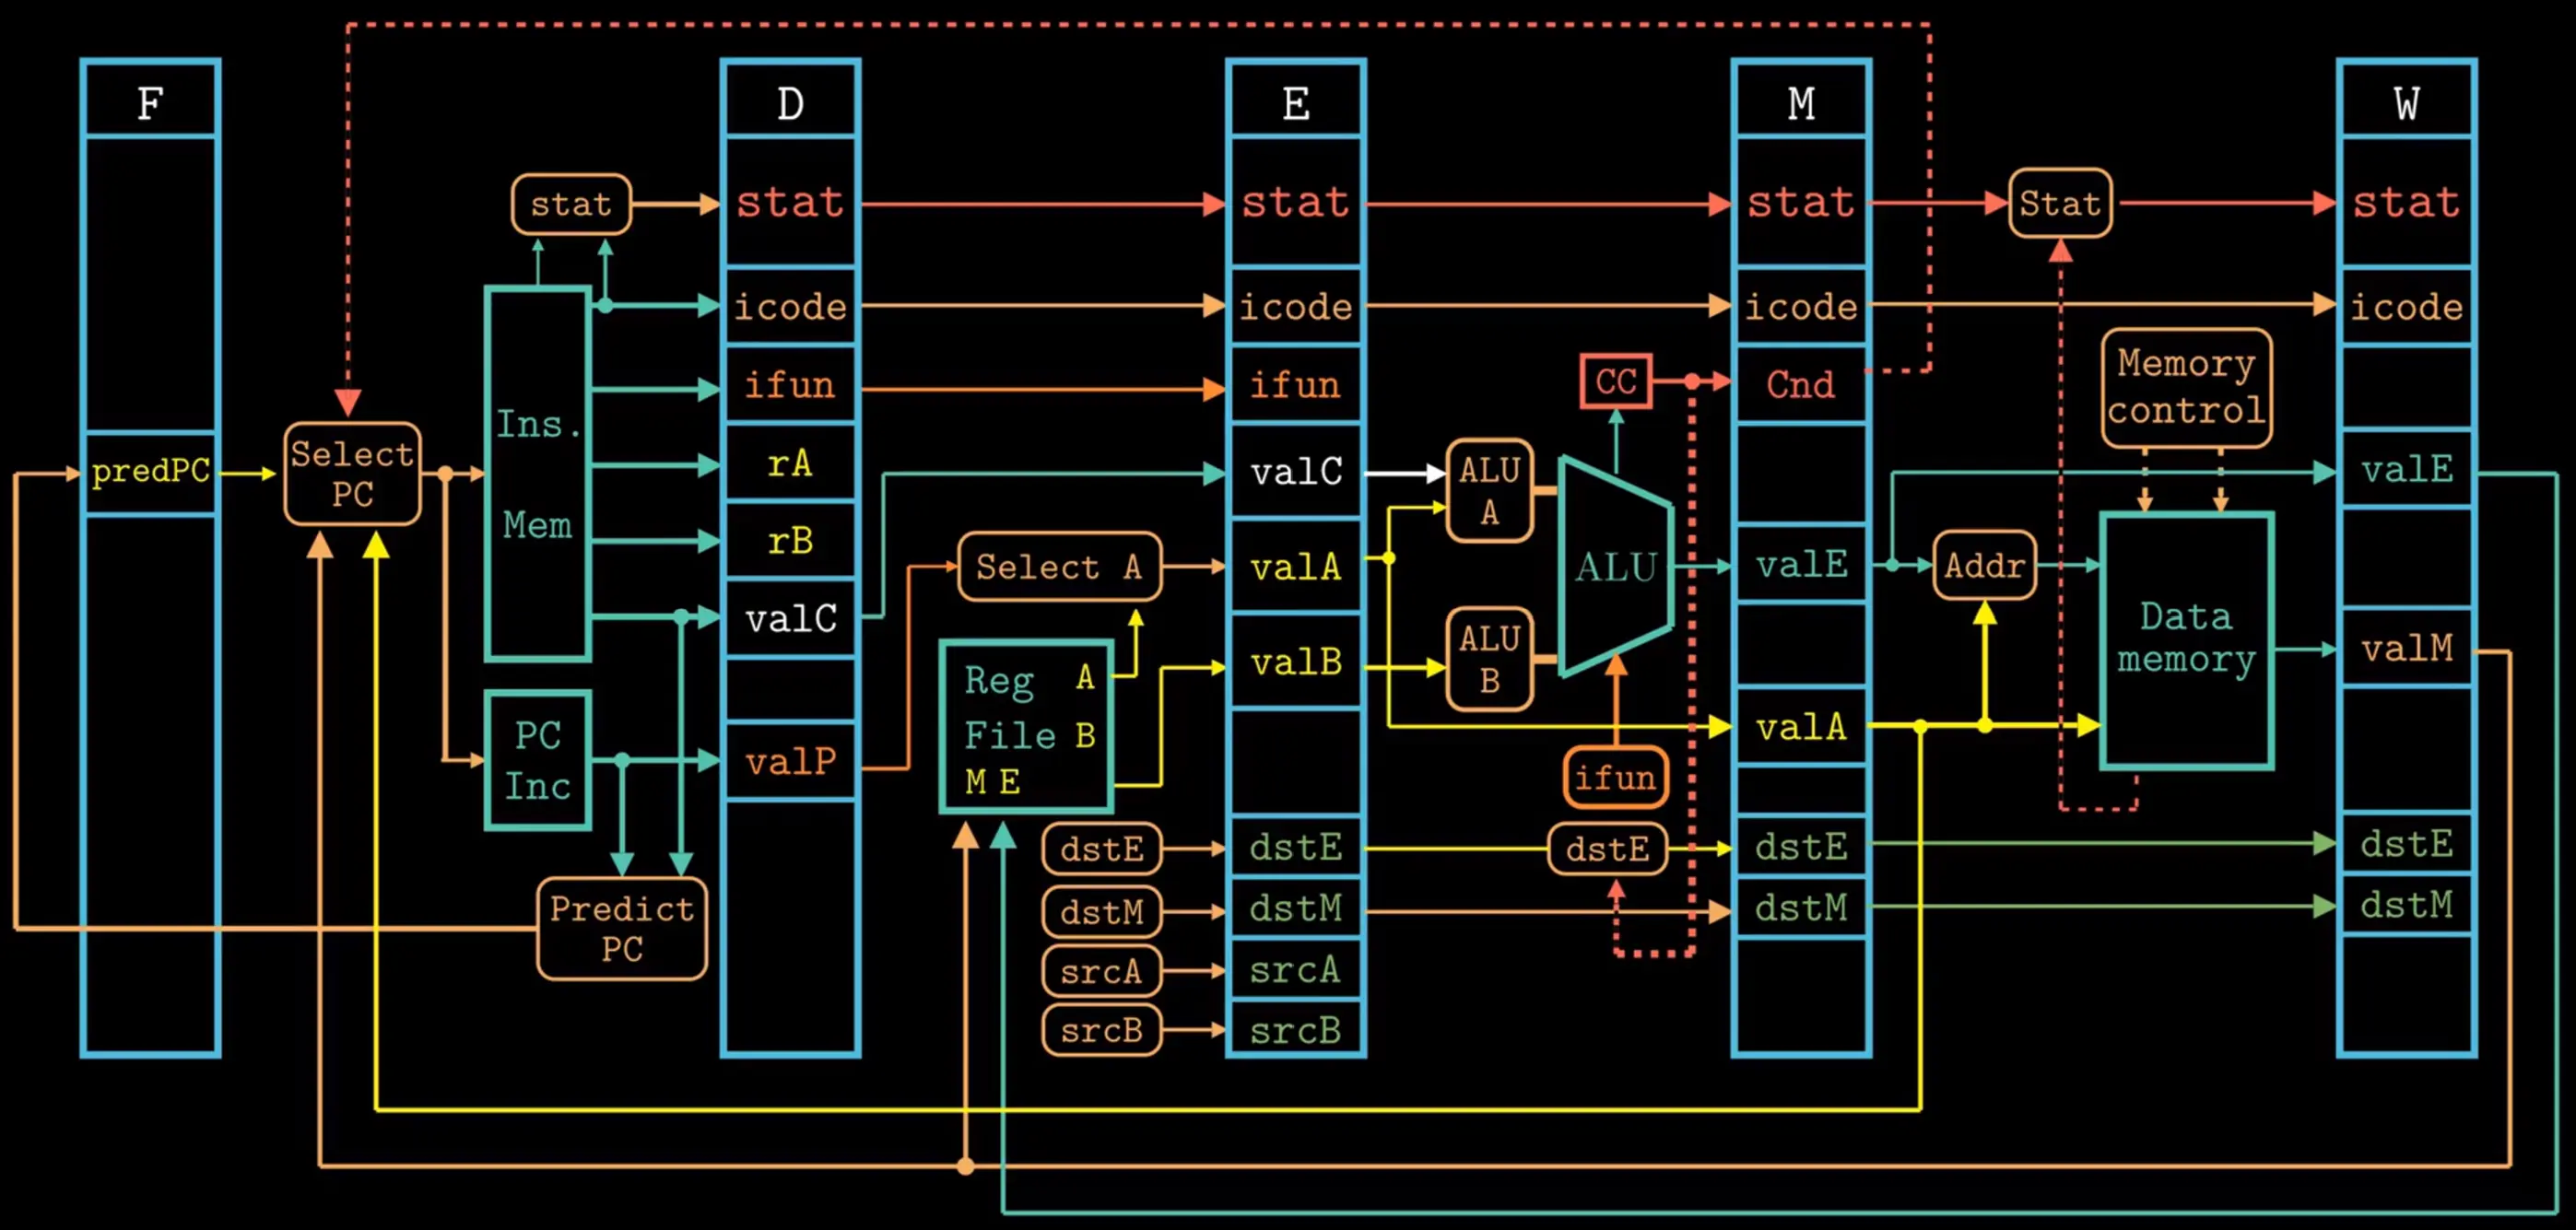 F
predPC
Select
PC
stat
Ins.
Mem
PC
Inc
Predict
PC
D
stat
icode
ifun
rA
rB
valC
valP
Select A
Reg A
File B
M E
dstE
dstM
srcA
srcB
E
stat
icode
ifun
valC
valA
valB
dstE
dstM
srcA
srcB
CC
ALU
A
ALU
B
ALU
ifun
dstE
M
stat
icode
Cnd
valE
valA
dstE
dstM
Stat
Memory
control
Addr
Data
memory
W
stat
icode
valE
valM
dstE
dstM